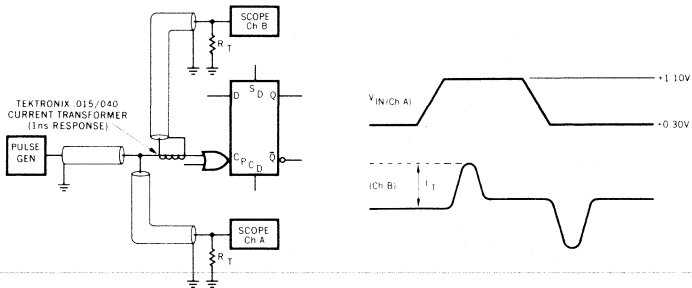 SCOPE
Ch B
R T
TEKTRONIX .015/040
CURRENT TRANSFORMER
(1ns RESPONSE)
PULSE
GEN.
S D
D
Q
C P
C D
Q̅
SCOPE
Ch A
R T
V IN (Ch A)
+1 10V
+0 30V
(Ch B)
I T